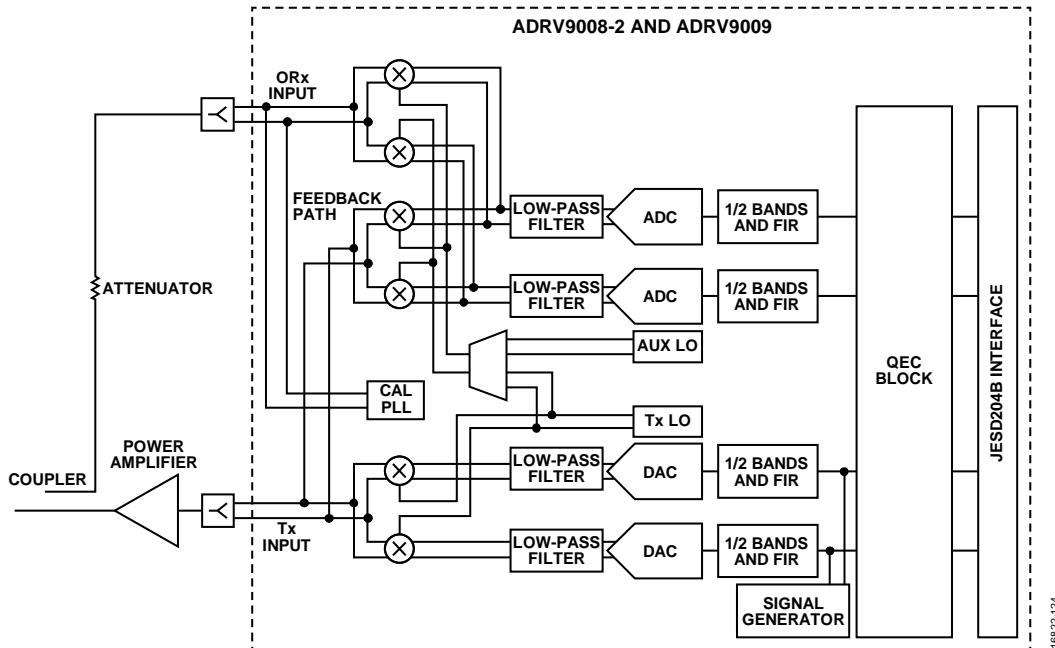 ADRV9008-2 AND ADRV9009
ORx
INPUT
FEEDBACK
PATH
LOW-PASS
FILTER
ADC
1/2 BANDS
AND FIR
ATTENUATOR
LOW-PASS
FILTER
ADC
1/2 BANDS
AND FIR
AUX LO
QEC
BLOCK
JESD204B INTERFACE
CAL
PLL
Tx LO
POWER
AMPLIFIER
COUPLER
LOW-PASS
FILTER
DAC
1/2 BANDS
AND FIR
Tx
INPUT
LOW-PASS
FILTER
DAC
1/2 BANDS
AND FIR
SIGNAL
GENERATOR
16822-124